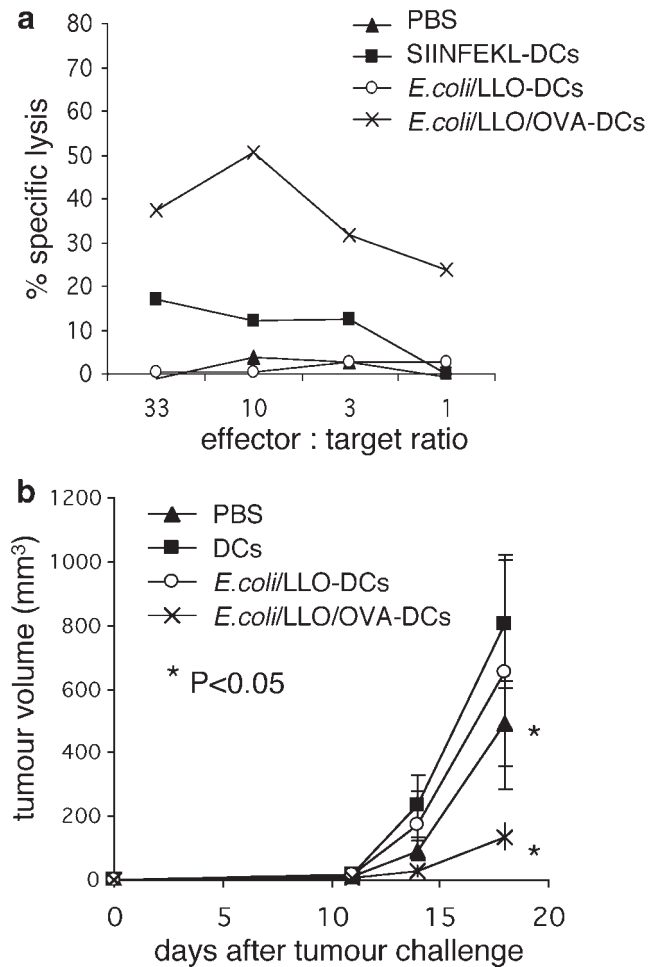 a
80
70
60
50
40
30
20
10
0
% specific lysis
PBS
SIINFEKL-DCs
E.coli/LLO-DCs
E.coli/LLO/OVA-DCs
33 10 3 1
effector : target ratio
b
1200
1000
800
600
400
200
0
tumour volume (mm³)
PBS
DCs
E.coli/LLO-DCs
E.coli/LLO/OVA-DCs
* P<0.05
*
*
0 5 10 15 20
days after tumour challenge